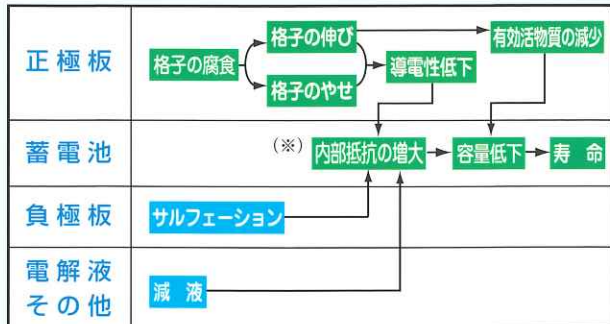 正極板
格子の腐食
格子の伸び
格子のやせ
導電性低下
有効活物質の減少
蓄電池
(※)
内部抵抗の増大
容量低下
寿 命
負極板
サルフェーション
電解液
その他
減 液